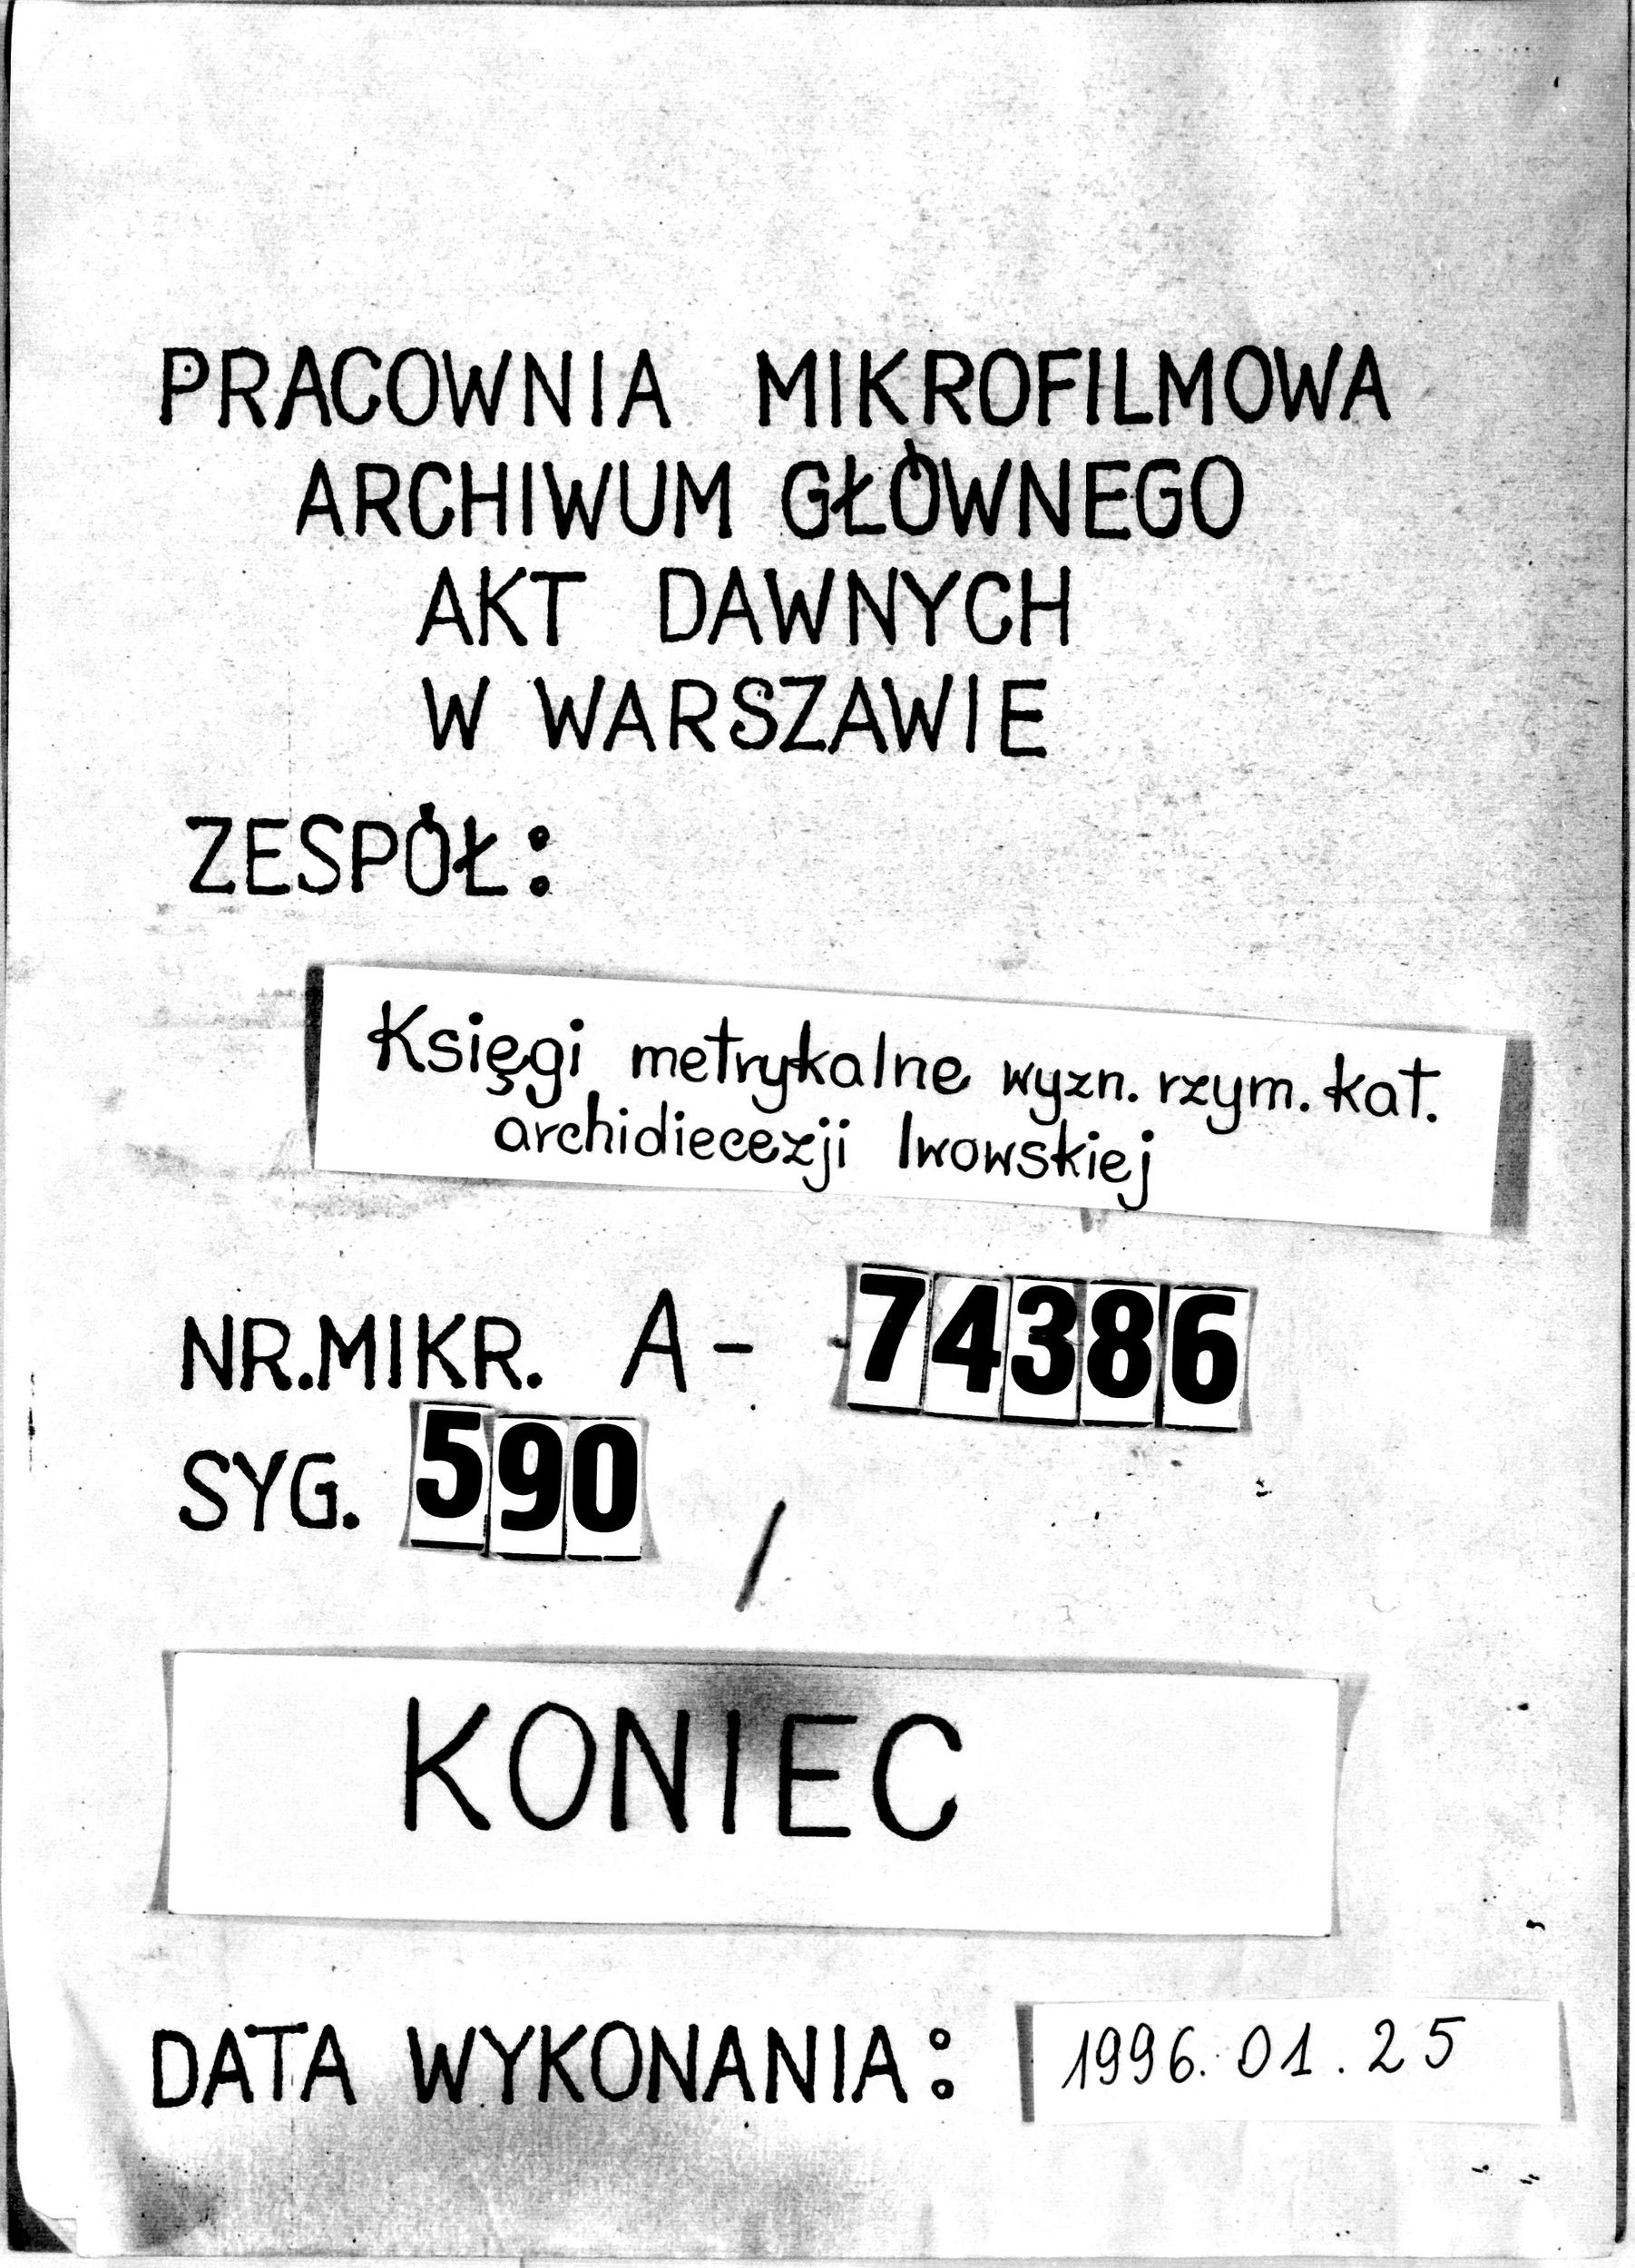 PRACOWNIA MIKROFILMOWA
ARCHIWUM GŁÓWNEGO
AKT DAWNYCH
W WARSZAWIE
ZESPÓŁ:
Księgi metrykalne wyzn. rzym. kat.
archidiecezji lwowskiej
NR.MIKR. A- 74386
SYG. 590 /
KONIEC
DATA WYKONANIA: 1996.01.25